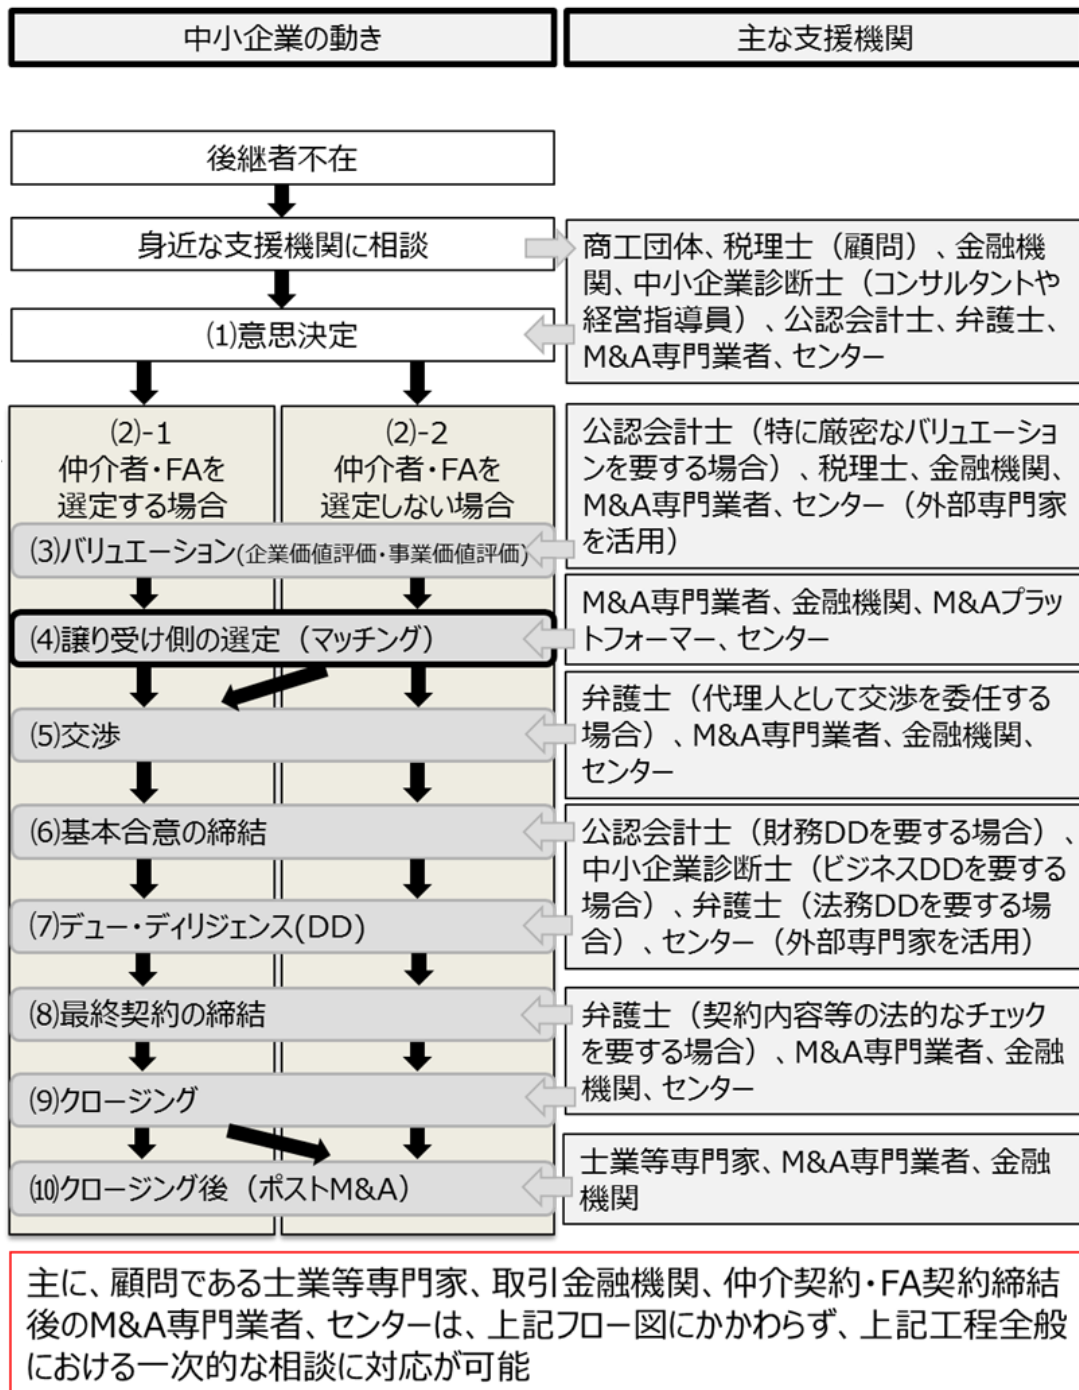 中小企業の動き
主な支援機関
後継者不在
身近な支援機関に相談
⑴意思決定
商工団体、税理士（顧問）、金融機
関、中小企業診断士（コンサルタントや
経営指導員）、公認会計士、弁護士、
M&A専門業者、センター
(2)-1
仲介者・FAを
選定する場合
(2)-2
仲介者・FAを
選定しない場合
公認会計士（特に厳密なバリュエーショ
ンを要する場合）、税理士、金融機関、
M&A専門業者、センター（外部専門家
を活用）
⑶バリュエーション(企業価値評価・事業価値評価)
⑷譲り受け側の選定（マッチング）
M&A専門業者、金融機関、M&Aプラッ
トフォーマー、センター
⑸交渉
弁護士（代理人として交渉を委任する
場合）、M&A専門業者、金融機関、
センター
⑹基本合意の締結
⑺デュー・ディリジェンス(DD)
公認会計士（財務DDを要する場合）、
中小企業診断士（ビジネスDDを要する
場合）、弁護士（法務DDを要する場
合）、センター（外部専門家を活用）
⑻最終契約の締結
⑼クロージング
弁護士（契約内容等の法的なチェック
を要する場合）、M&A専門業者、金融
機関、センター
⑽クロージング後（ポストM&A）
士業等専門家、M&A専門業者、金融
機関
主に、顧問である士業等専門家、取引金融機関、仲介契約・FA契約締結
後のM&A専門業者、センターは、上記フロー図にかかわらず、上記工程全般
における一次的な相談に対応が可能